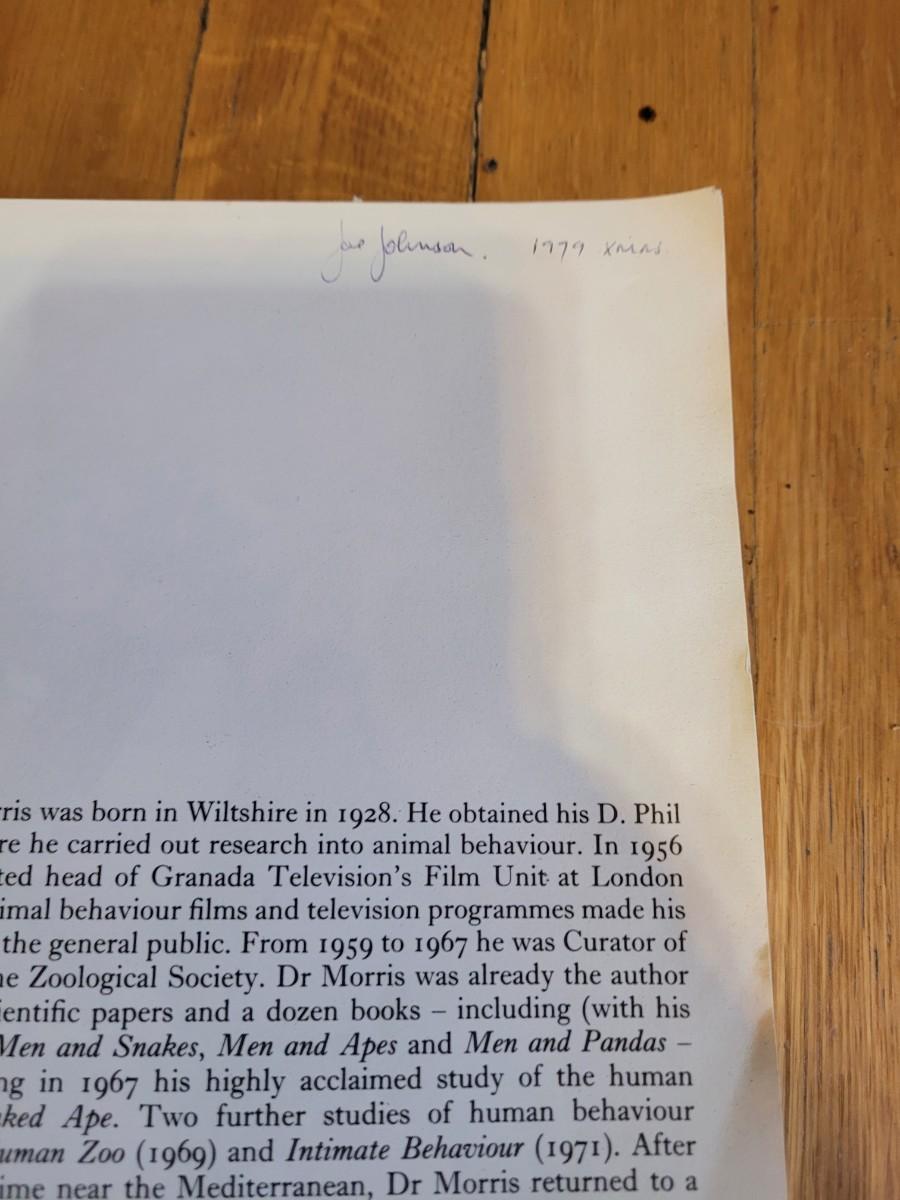 Joe Johnson. 1979 xmas.
rris was born in Wiltshire in 1928. He obtained his D. Phil
re he carried out research into animal behaviour. In 1956
ted head of Granada Television's Film Unit at London
imal behaviour films and television programmes made his
the general public. From 1959 to 1967 he was Curator of
ne Zoological Society. Dr Morris was already the author
ientific papers and a dozen books – including (with his
Men and Snakes, Men and Apes and Men and Pandas –
ng in 1967 his highly acclaimed study of the human
ked Ape. Two further studies of human behaviour
uman Zoo (1969) and Intimate Behaviour (1971). After
ime near the Mediterranean, Dr Morris returned to a